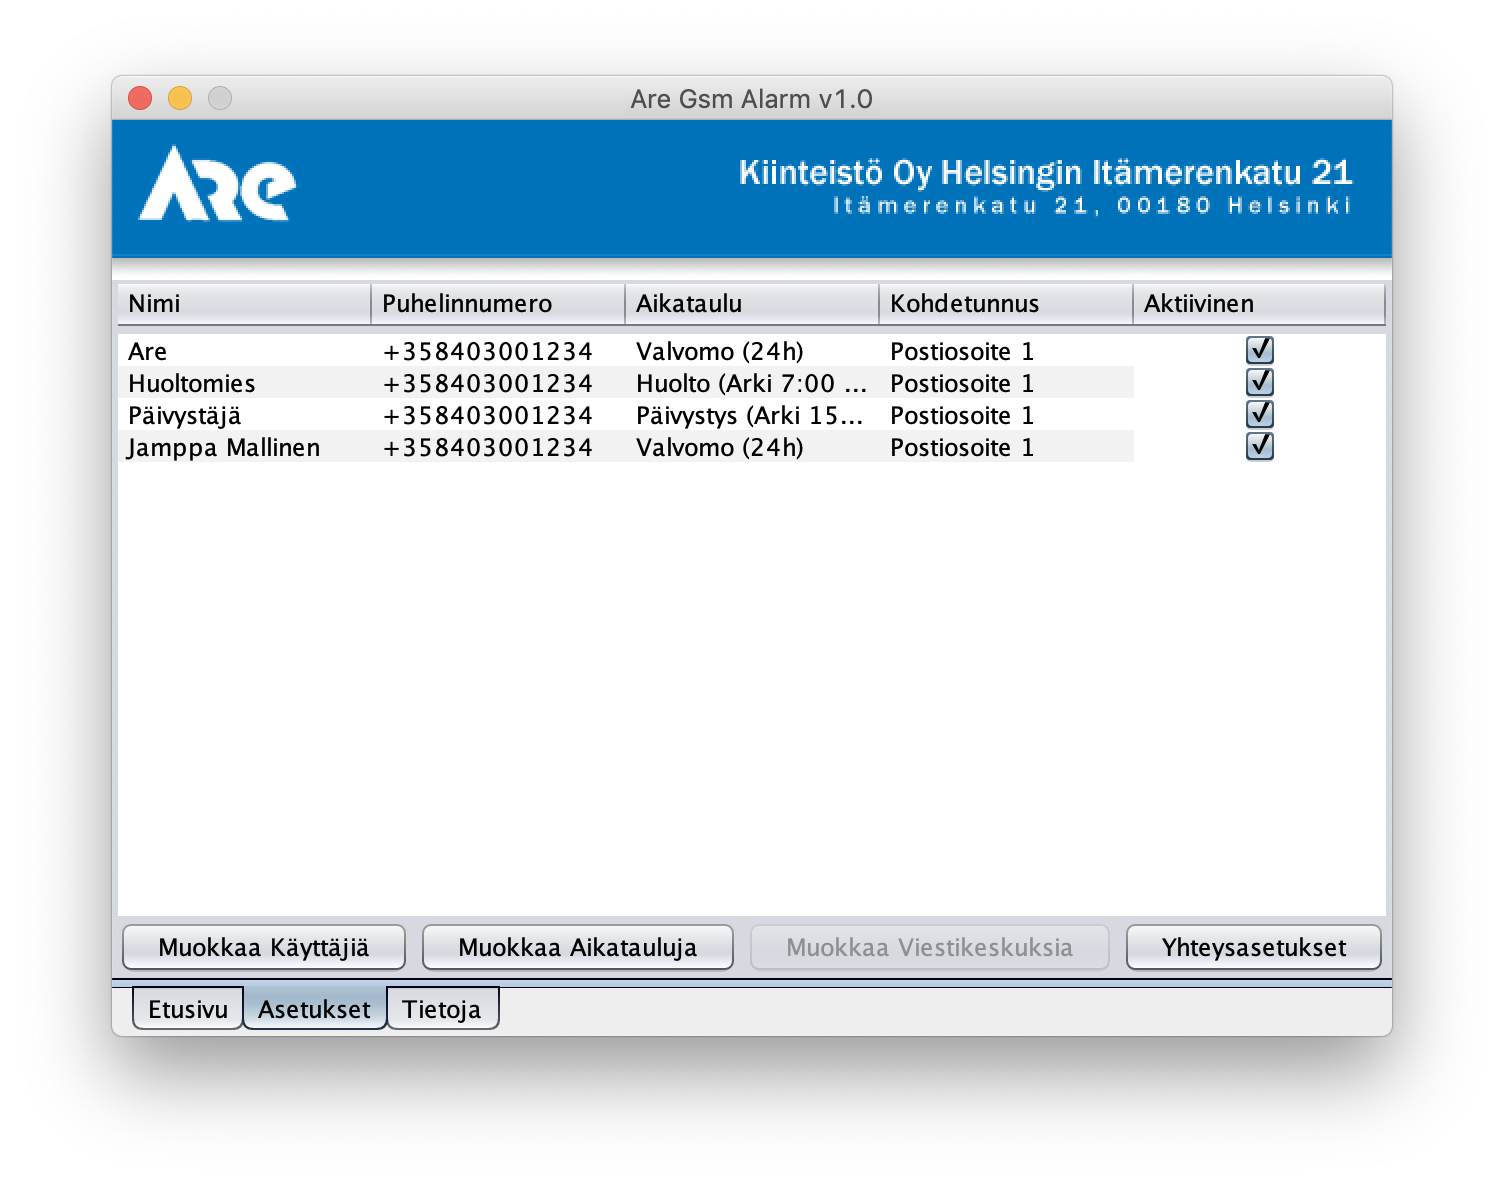 Are Gsm Alarm v1.0
Are
Kiinteistö Oy Helsingin Itämerenkatu 21
Itämerenkatu 21, 00180 Helsinki
Nimi Puhelinnumero Aikataulu Kohdetunnus Aktiivinen
Are +358403001234 Valvomo (24h) Postiosoite 1
Huoltomies +358403001234 Huolto (Arki 7:00 ... Postiosoite 1
Päivystäjä +358403001234 Päivystys (Arki 15... Postiosoite 1
Jamppa Mallinen +358403001234 Valvomo (24h) Postiosoite 1
Muokkaa Käyttäjiä Muokkaa Aikatauluja Muokkaa Viestikeskuksia Yhteysasetukset
Etusivu Asetukset Tietoja